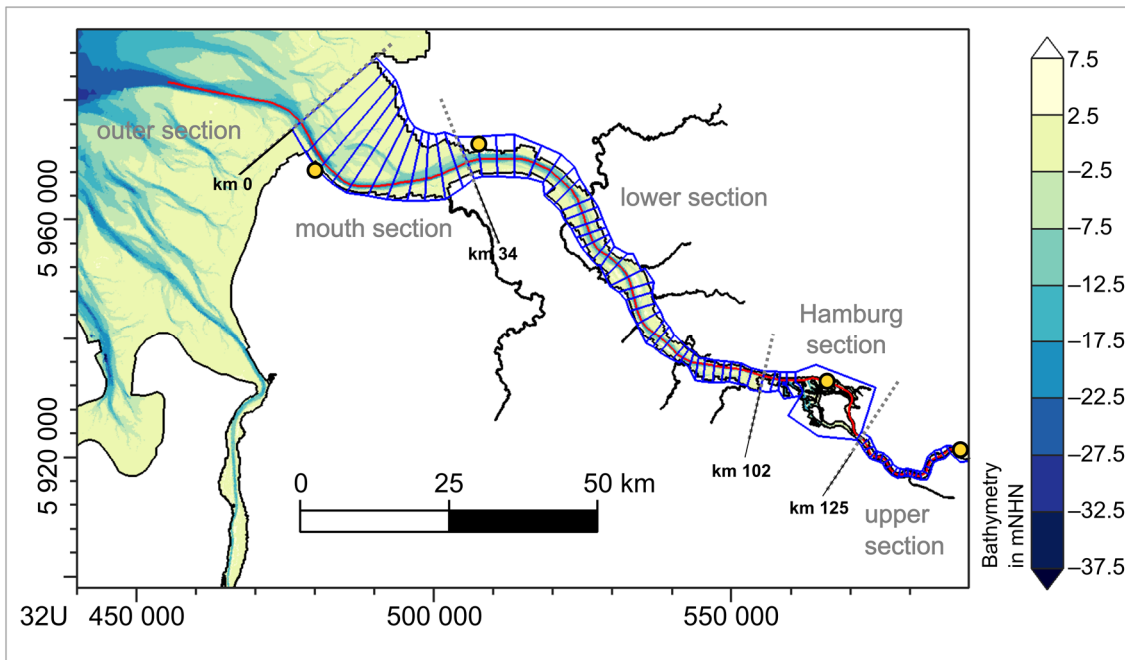 outer section
km 0
mouth section
km 34
lower section
Hamburg
section
km 102
km 125
upper
section
0 25 50 km
5 960 000
5 920 000
32U 450 000 500 000 550 000
7.5
2.5
−2.5
−7.5
−12.5
−17.5
−22.5
−27.5
−32.5
−37.5
Bathymetry
in mNHN